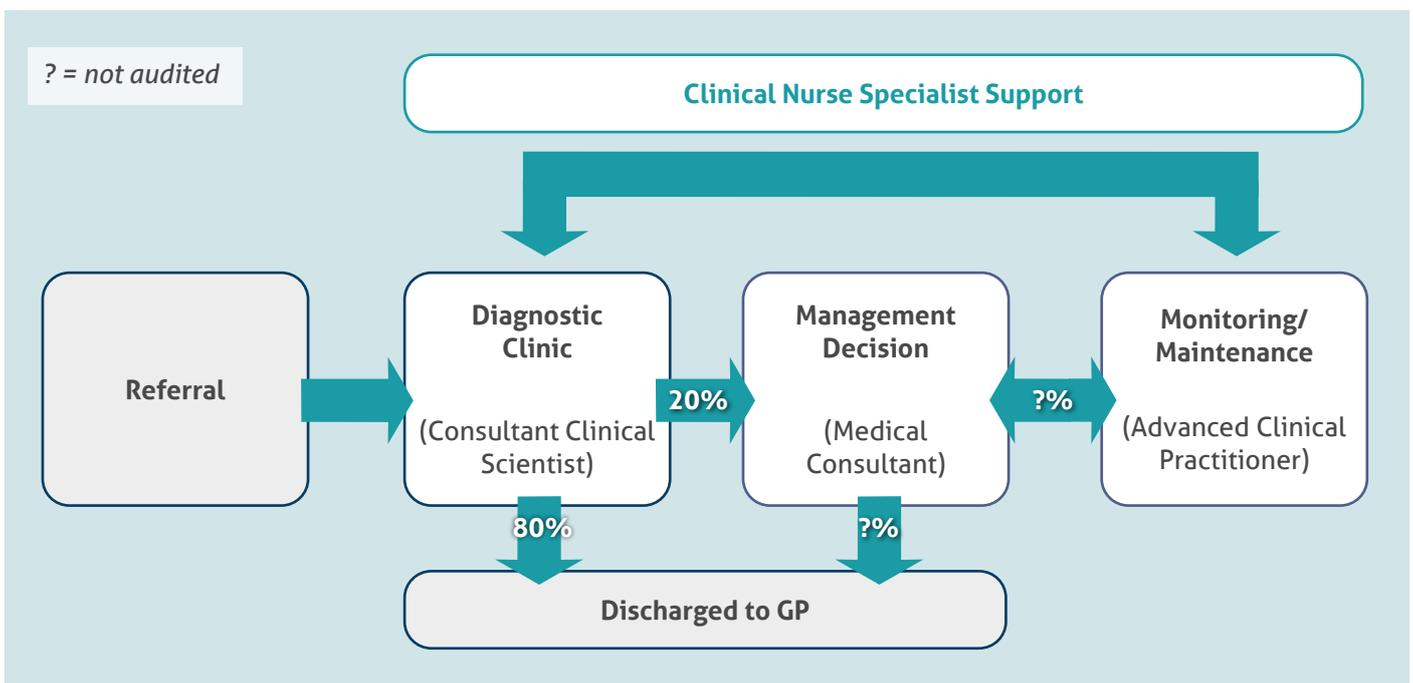 ? = not audited
Clinical Nurse Specialist Support
Referral
Diagnostic
Clinic
(Consultant Clinical
Scientist)
20%
Management
Decision
(Medical
Consultant)
?%
Monitoring/
Maintenance
(Advanced Clinical
Practitioner)
80%
?%
Discharged to GP